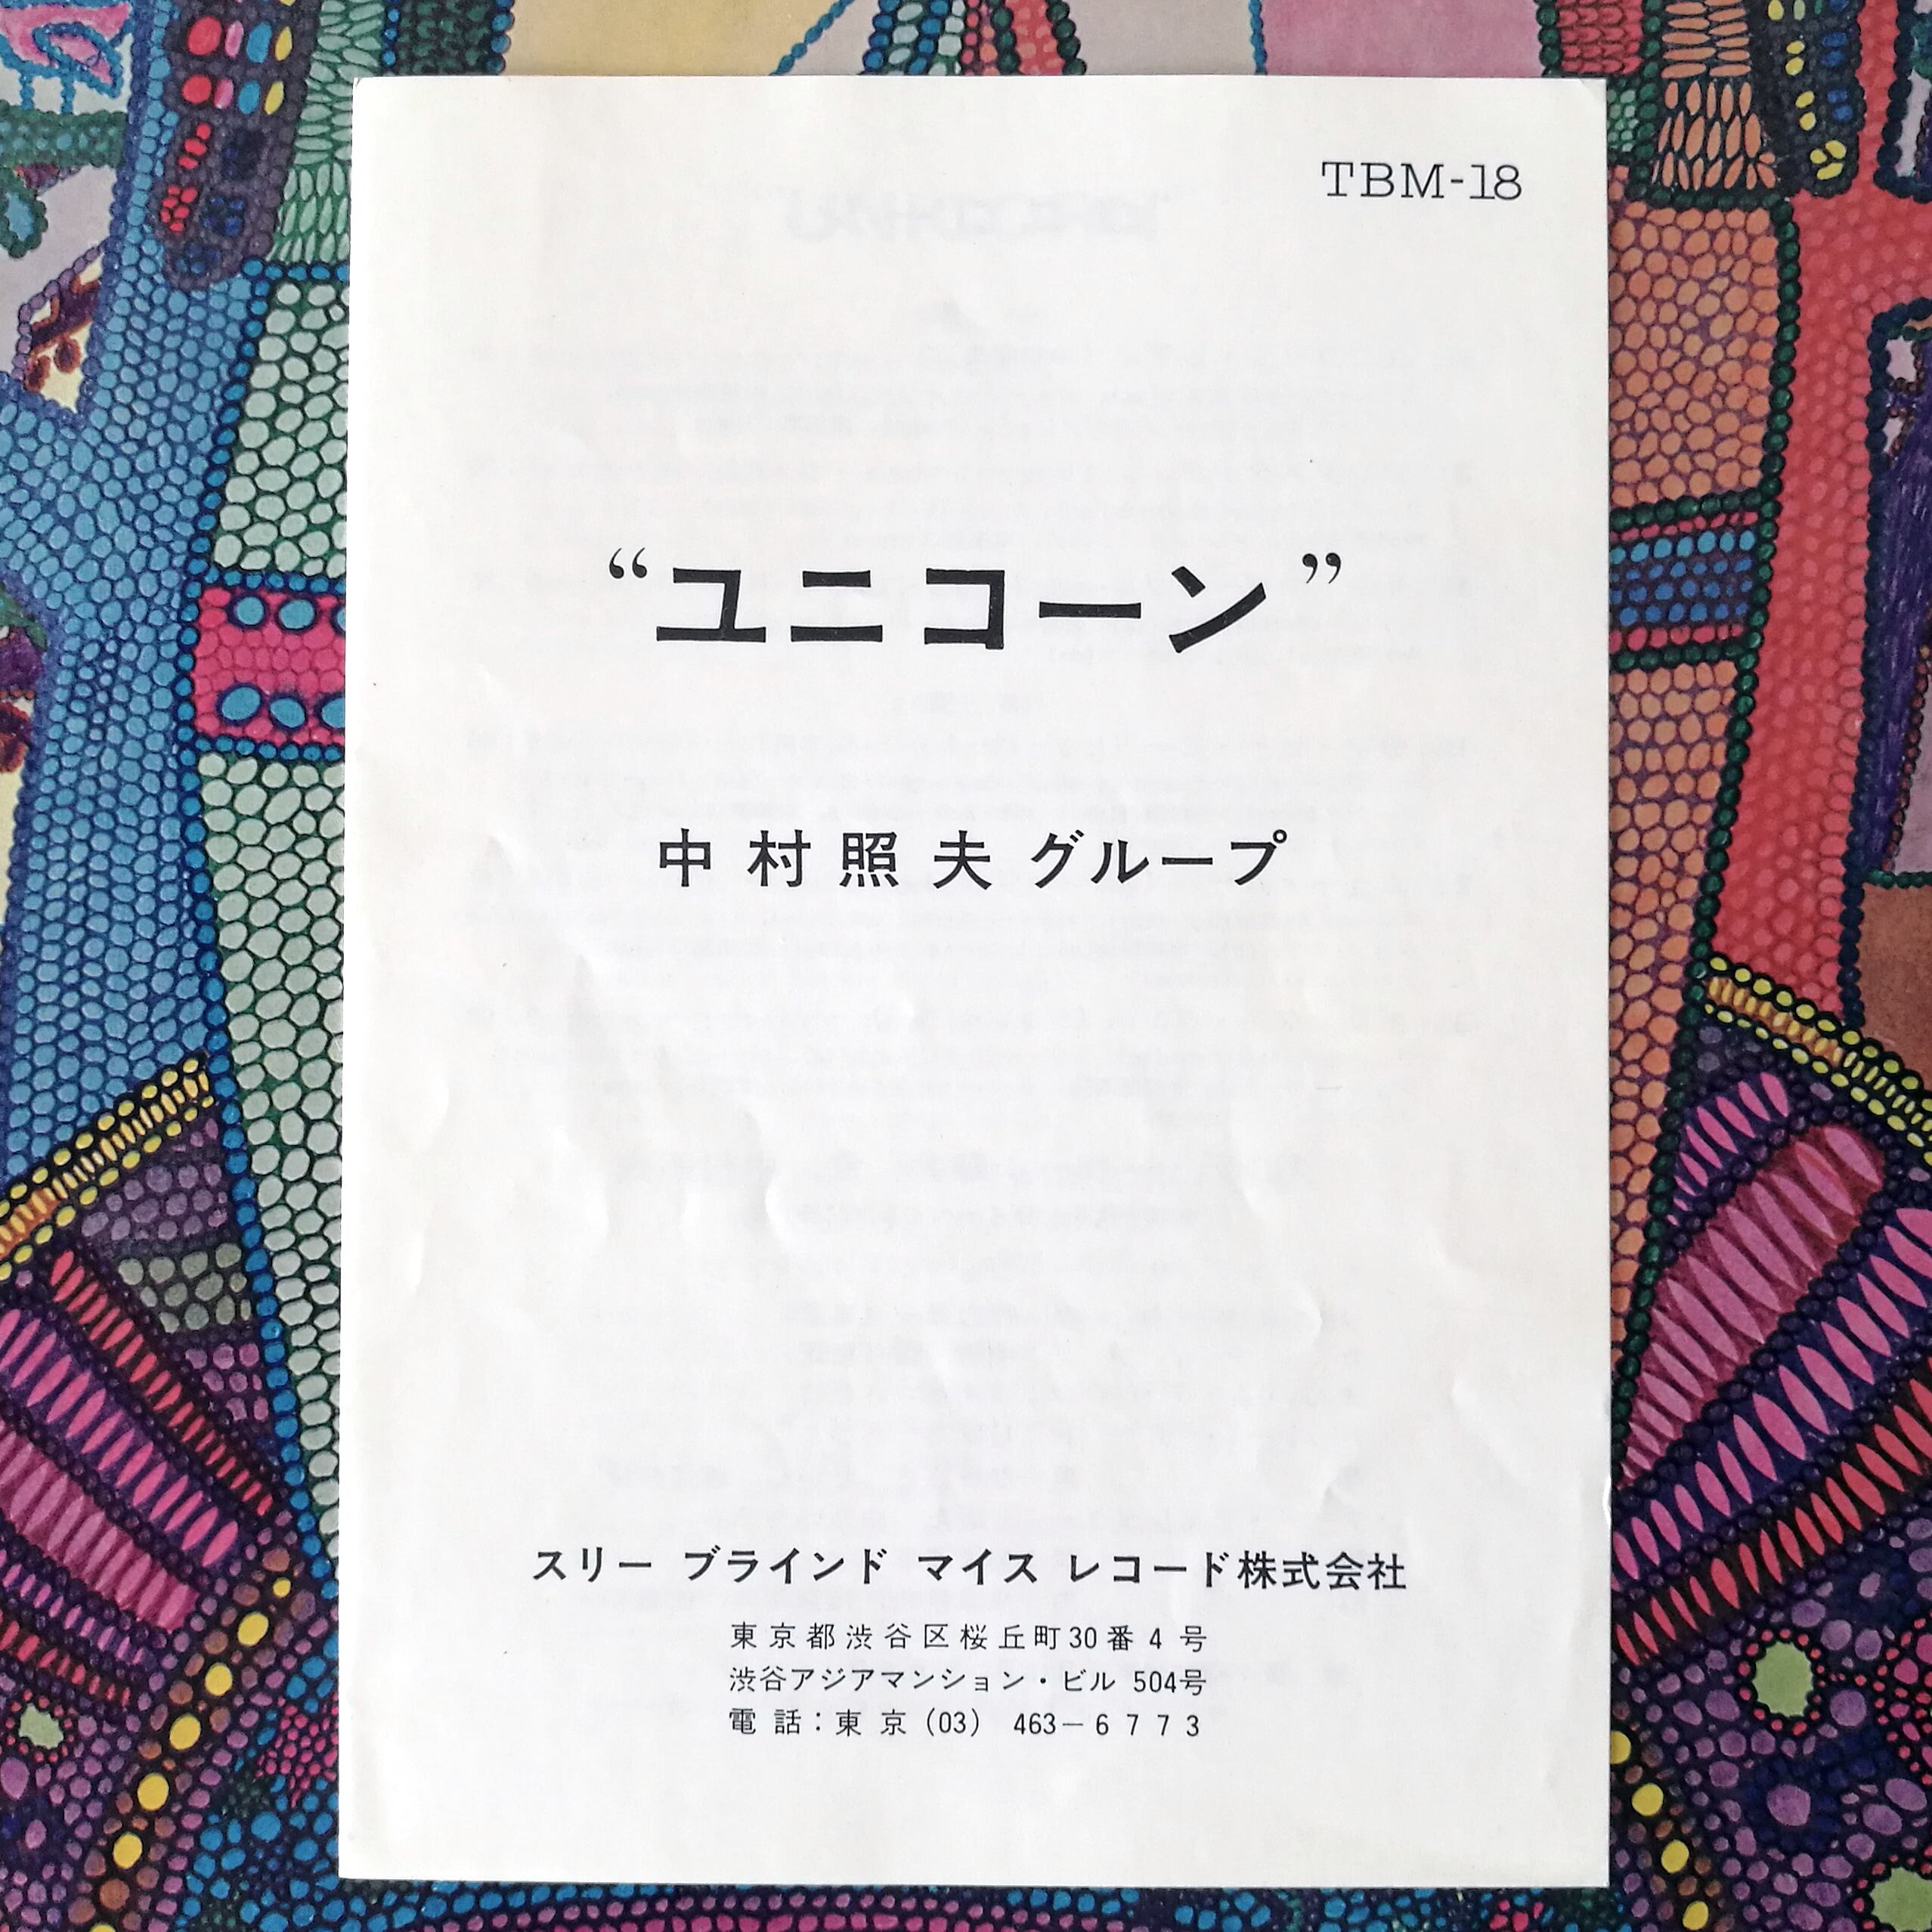 TBM-18
“ユニコーン”
中村照夫グループ
スリー ブラインド マイス レコード株式会社
東京都渋谷区桜丘町30番4号
渋谷アジアマンション・ビル 504号
電話：東京（03） 463－6773